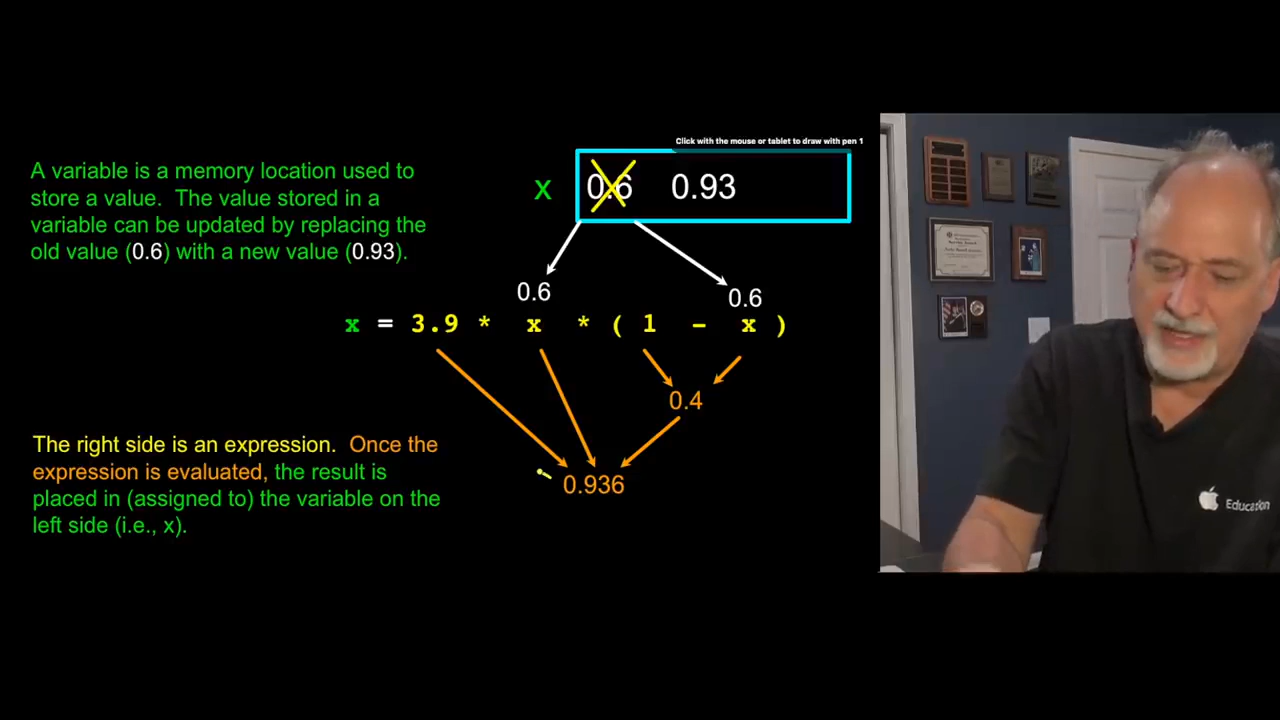 Click with the mouse or tablet to draw with pen 1
A variable is a memory location used to
store a value. The value stored in a
variable can be updated by replacing the
old value (0.6) with a new value (0.93).
x 0.6 0.93
0.6 0.6
x = 3.9 * x * ( 1 - x )
0.4
The right side is an expression. Once the
expression is evaluated, the result is
placed in (assigned to) the variable on the
left side (i.e., x).
0.936
Education